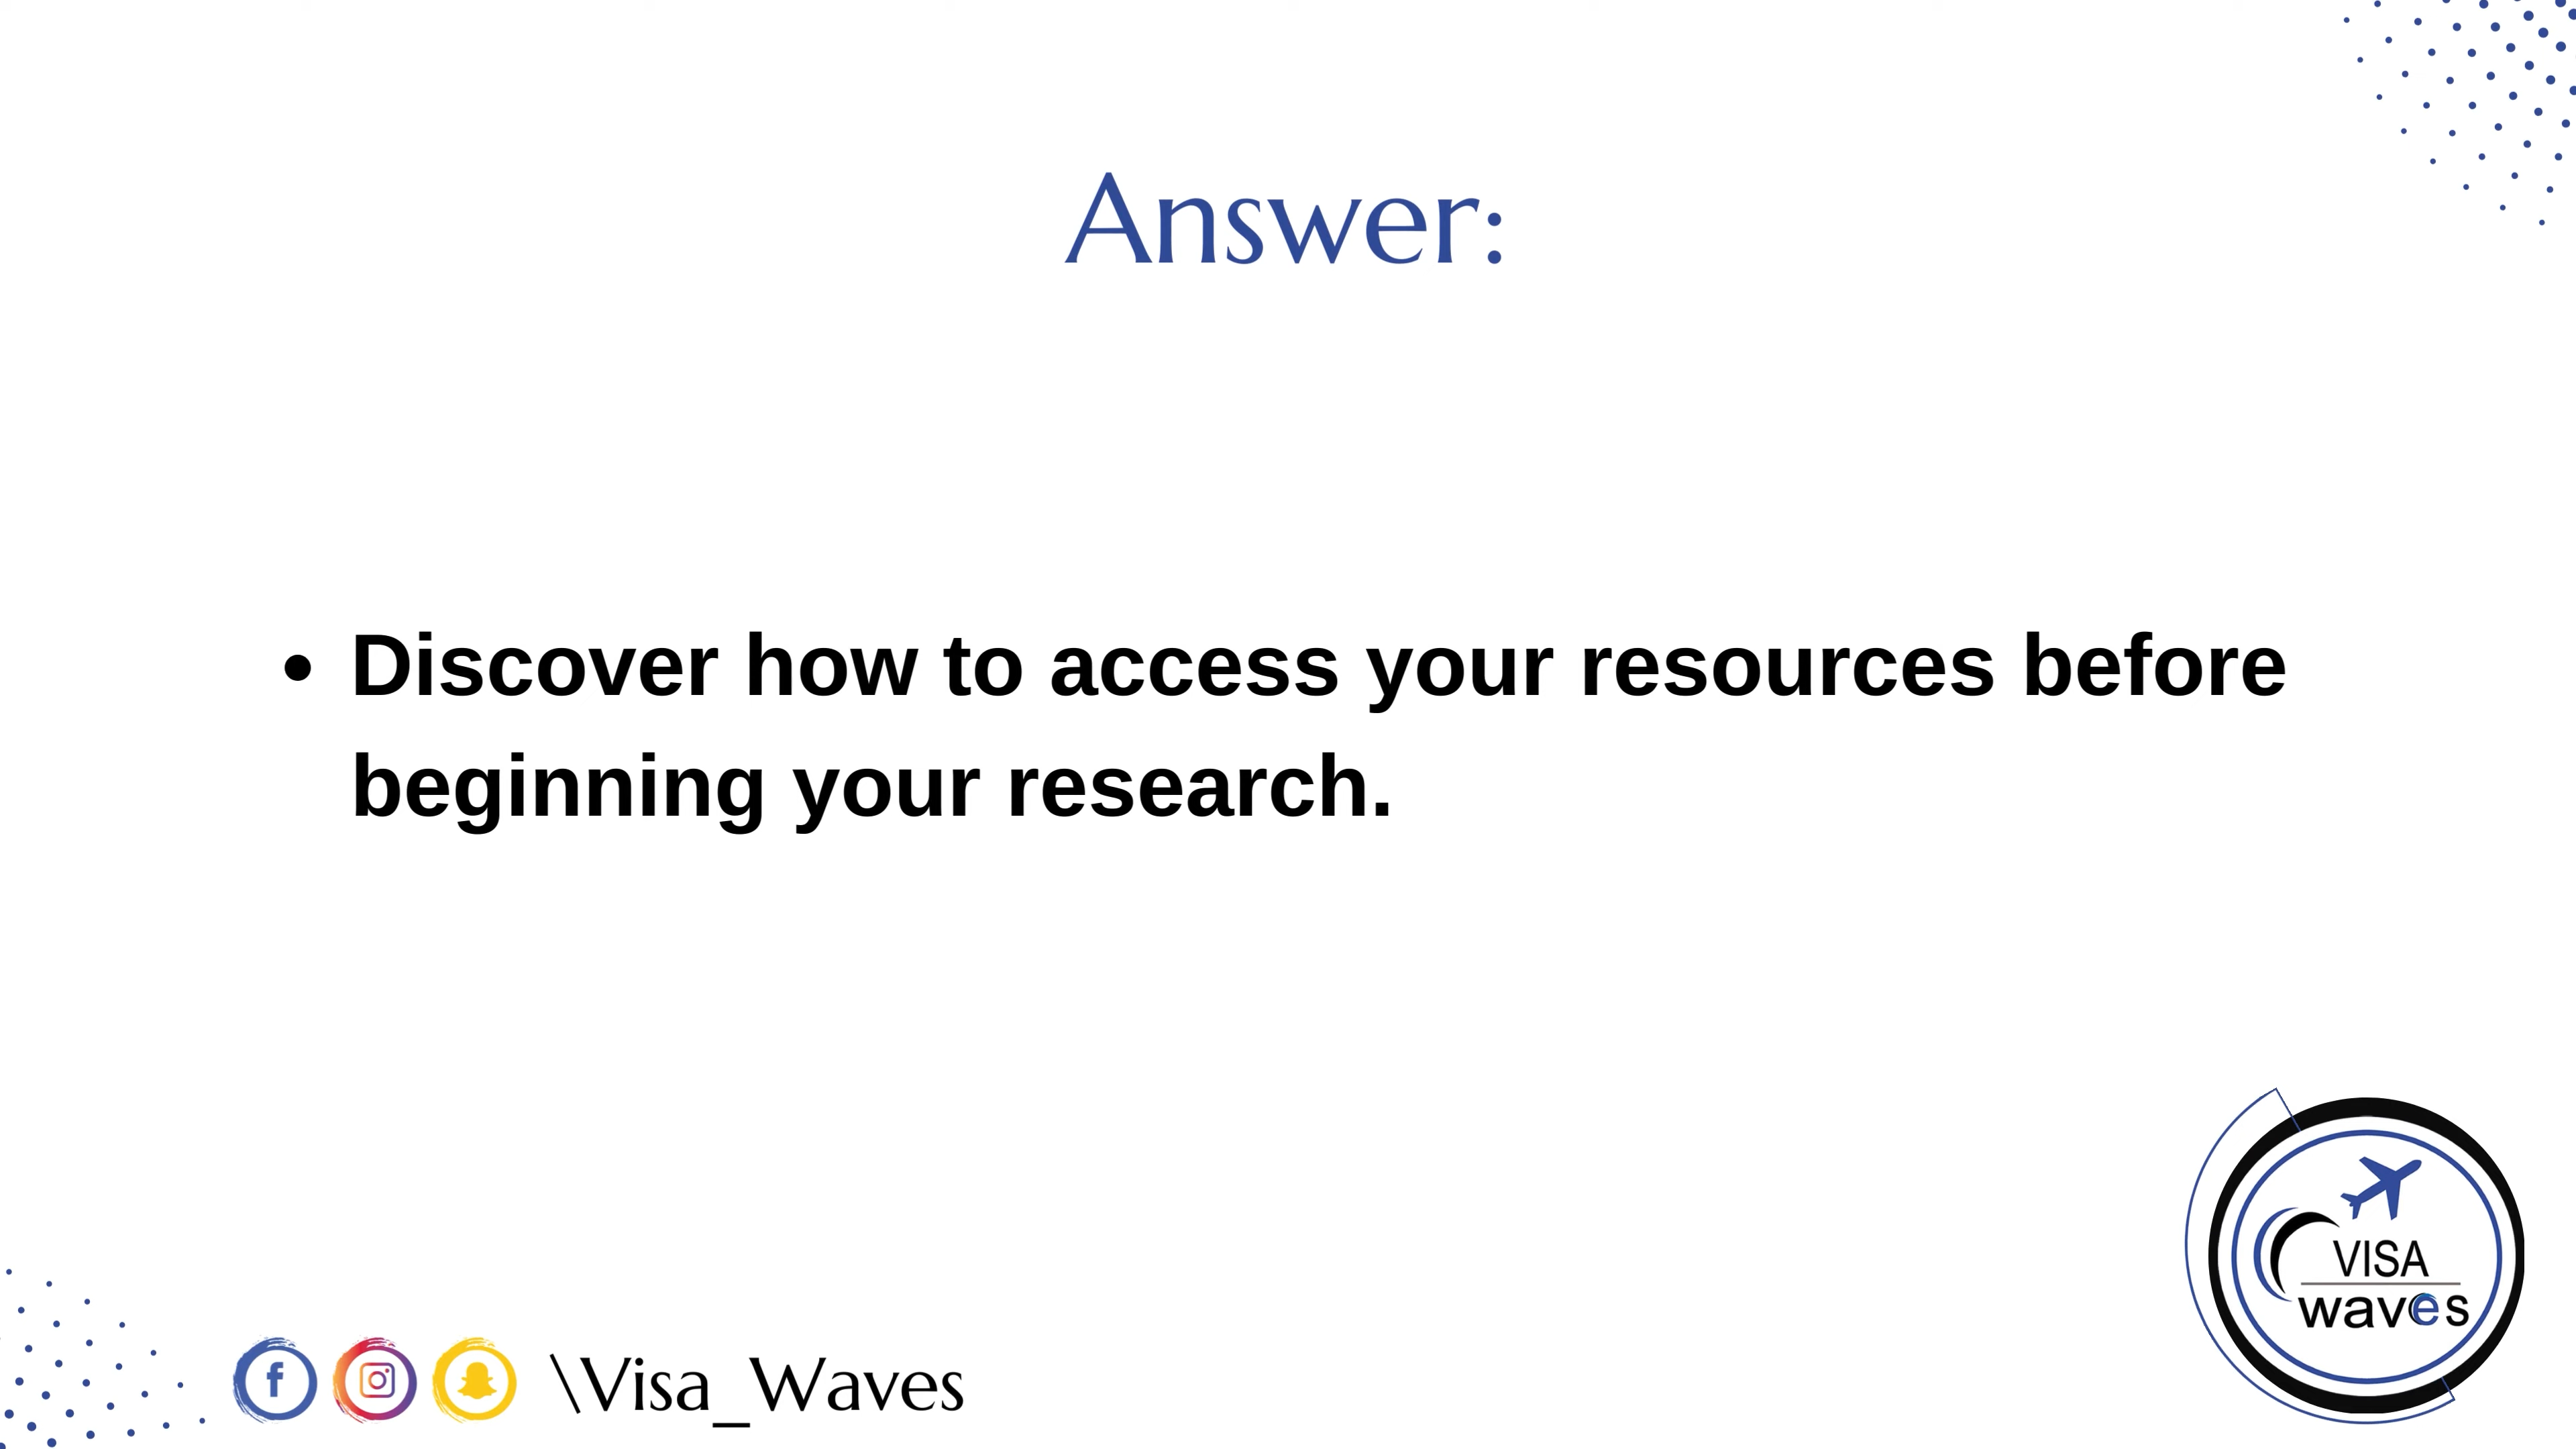 Answer:
• Discover how to access your resources before
beginning your research.
VISA
waves
\Visa_Waves